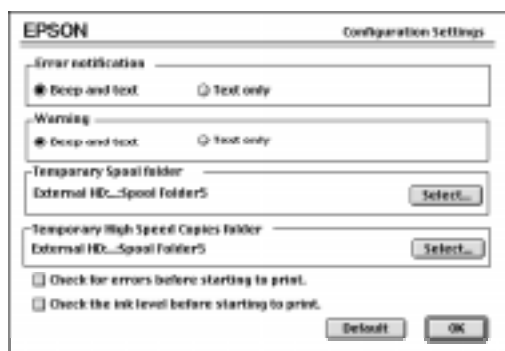 EPSON Configuration Settings
Error notification
Beep and text Text only
Warning
Beep and text Text only
Temporary Spool folder
External HD:...:Spool Folder5 Select...
Temporary High Speed Copies folder
External HD:...:Spool Folder5 Select...
Check for errors before starting to print.
Check the ink level before starting to print.
Default OK